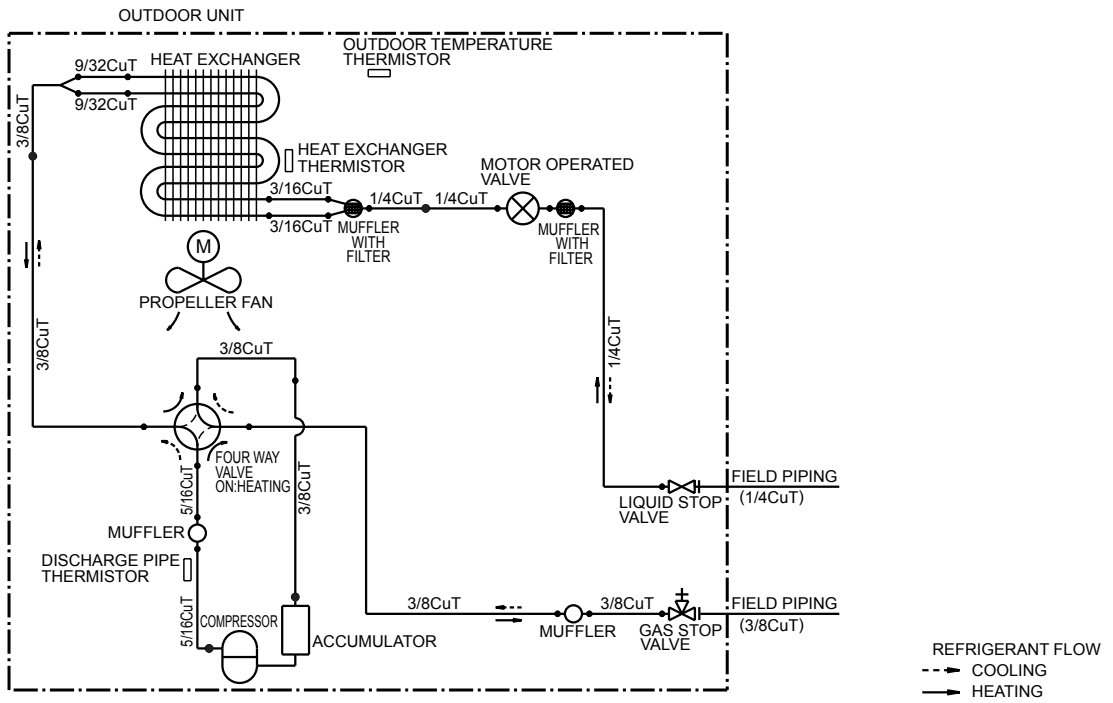 OUTDOOR UNIT
OUTDOOR TEMPERATURE
THERMISTOR
HEAT EXCHANGER
9/32CuT
9/32CuT
3/8CuT
HEAT EXCHANGER
THERMISTOR
MOTOR OPERATED
VALVE
3/16CuT
3/16CuT
1/4CuT
1/4CuT
MUFFLER
WITH
FILTER
MUFFLER
WITH
FILTER
M
PROPELLER FAN
3/8CuT
3/8CuT
1/4CuT
FOUR WAY
VALVE
ON:HEATING
5/16CuT
3/8CuT
FIELD PIPING
(1/4CuT)
LIQUID STOP
VALVE
MUFFLER
DISCHARGE PIPE
THERMISTOR
5/16CuT
COMPRESSOR
ACCUMULATOR
3/8CuT
3/8CuT
MUFFLER
GAS STOP
VALVE
FIELD PIPING
(3/8CuT)
REFRIGERANT FLOW
COOLING
HEATING